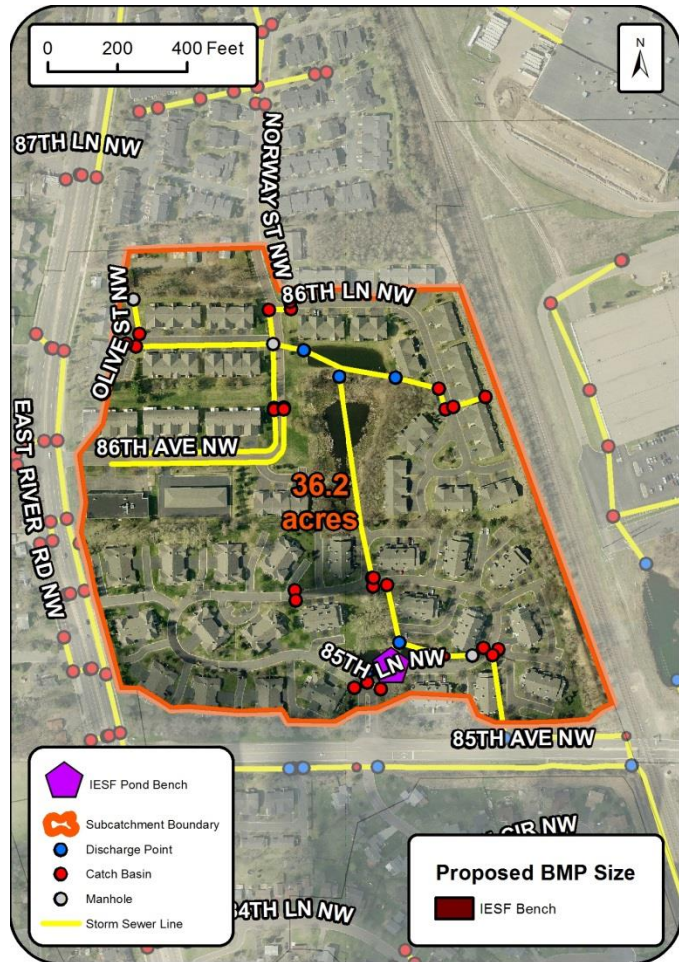 0 200 400 Feet
N
87TH LN NW
NORWAY ST NW
86TH LN NW
OLIVE ST NW
86TH AVE NW
EAST RIVER RD NW
36.2
acres
85TH LN NW
85TH AVE NW
CIR NW
84TH LN NW
IESF Pond Bench
Subcatchment Boundary
Discharge Point
Catch Basin
Manhole
Storm Sewer Line
Proposed BMP Size
IESF Bench